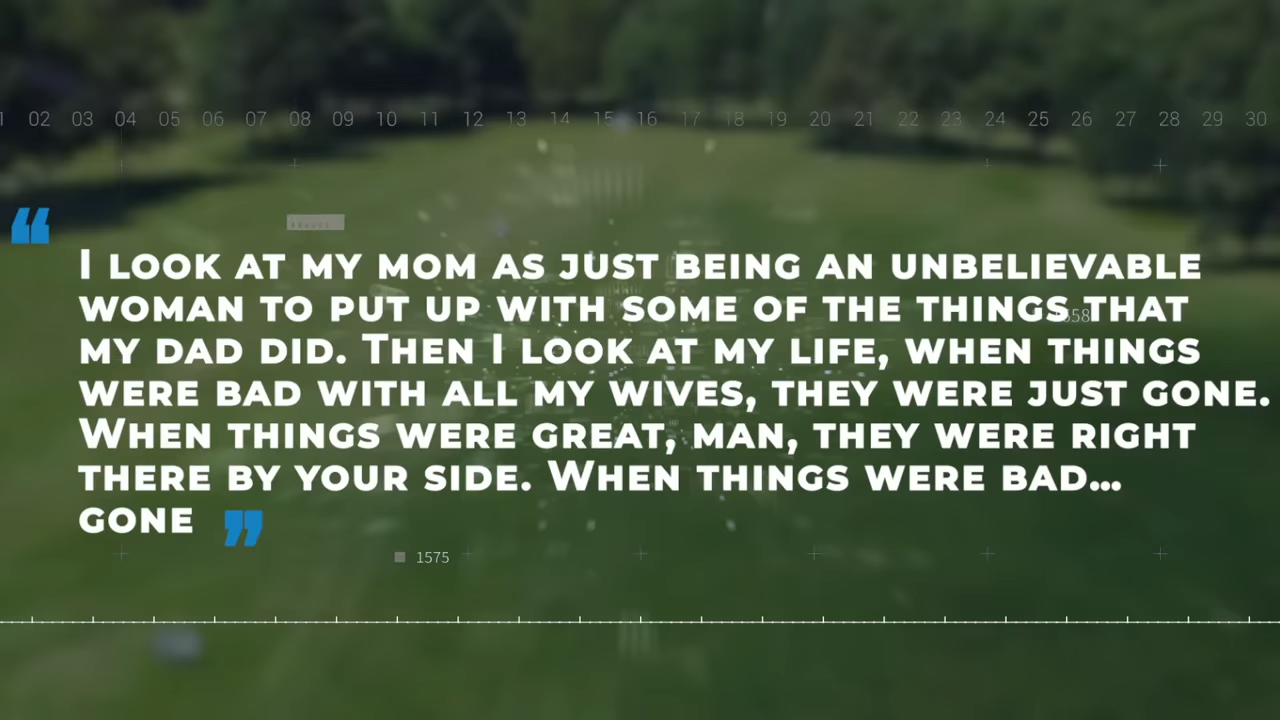 02 03 04 05 06 07 08 09 10 11 12 13 14 15 16 17 18 19 20 21 22 23 24 25 26 27 28 29 30
“I LOOK AT MY MOM AS JUST BEING AN UNBELIEVABLE
WOMAN TO PUT UP WITH SOME OF THE THINGS THAT
MY DAD DID. THEN I LOOK AT MY LIFE, WHEN THINGS
WERE BAD WITH ALL MY WIVES, THEY WERE JUST GONE.
WHEN THINGS WERE GREAT, MAN, THEY WERE RIGHT
THERE BY YOUR SIDE. WHEN THINGS WERE BAD...
GONE ”
1575